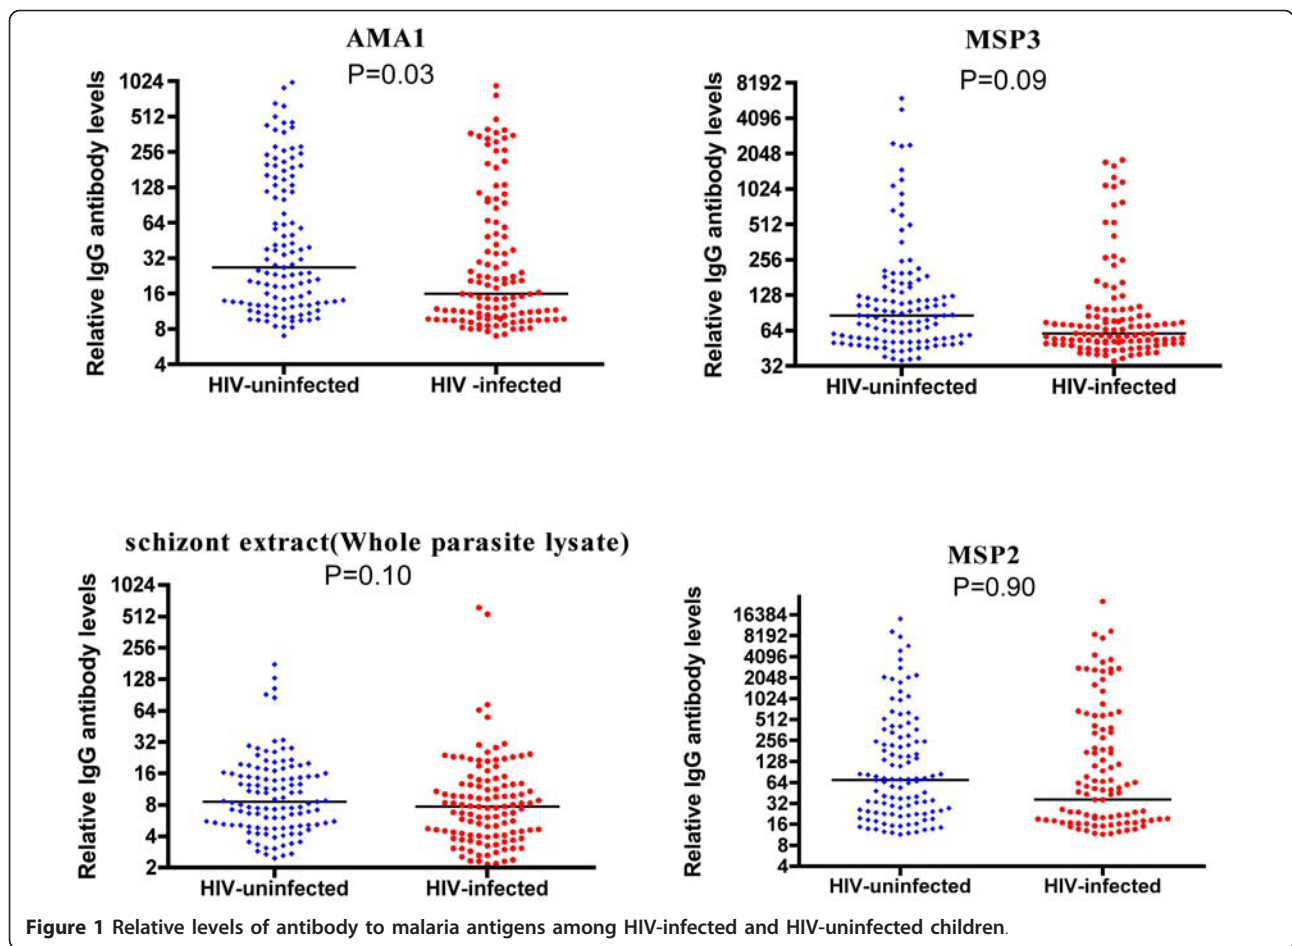 AMA1
P=0.03
Relative IgG antibody levels
1024
512
256
128
64
32
16
8
4
HIV-uninfected
HIV -infected
MSP3
P=0.09
Relative IgG antibody levels
8192
4096
2048
1024
512
256
128
64
32
HIV-uninfected
HIV-infected
schizont extract(Whole parasite lysate)
P=0.10
Relative IgG antibody levels
1024
512
256
128
64
32
16
8
4
2
HIV-uninfected
HIV-infected
MSP2
P=0.90
Relative IgG antibody levels
16384
8192
4096
2048
1024
512
256
128
64
32
16
8
4
HIV-uninfected
HIV-infected
Figure 1 Relative levels of antibody to malaria antigens among HIV-infected and HIV-uninfected children.